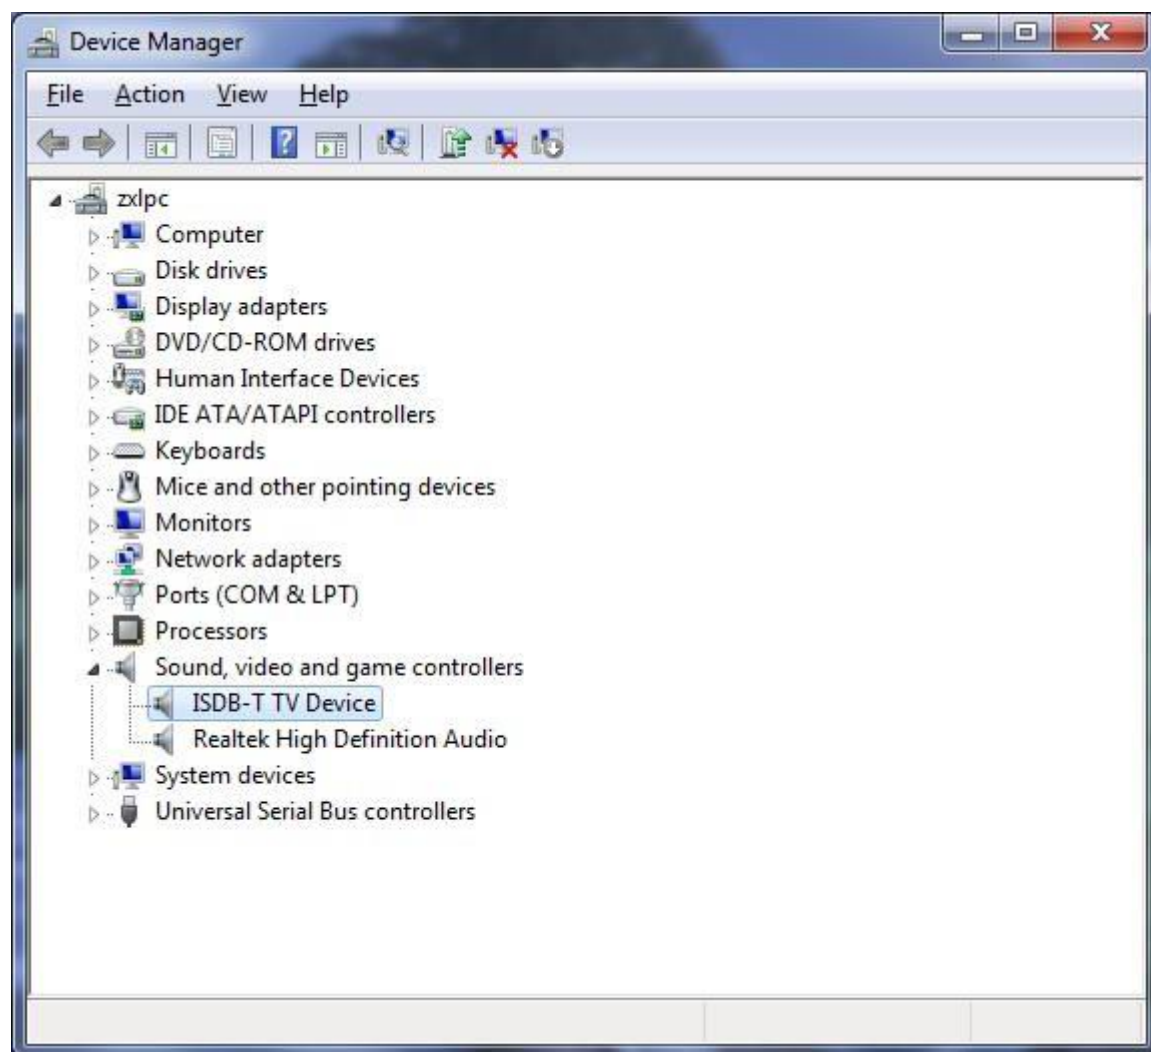 Device Manager
File Action View Help
zxlpc
Computer
Disk drives
Display adapters
DVD/CD-ROM drives
Human Interface Devices
IDE ATA/ATAPI controllers
Keyboards
Mice and other pointing devices
Monitors
Network adapters
Ports (COM & LPT)
Processors
Sound, video and game controllers
ISDB-T TV Device
Realtek High Definition Audio
System devices
Universal Serial Bus controllers